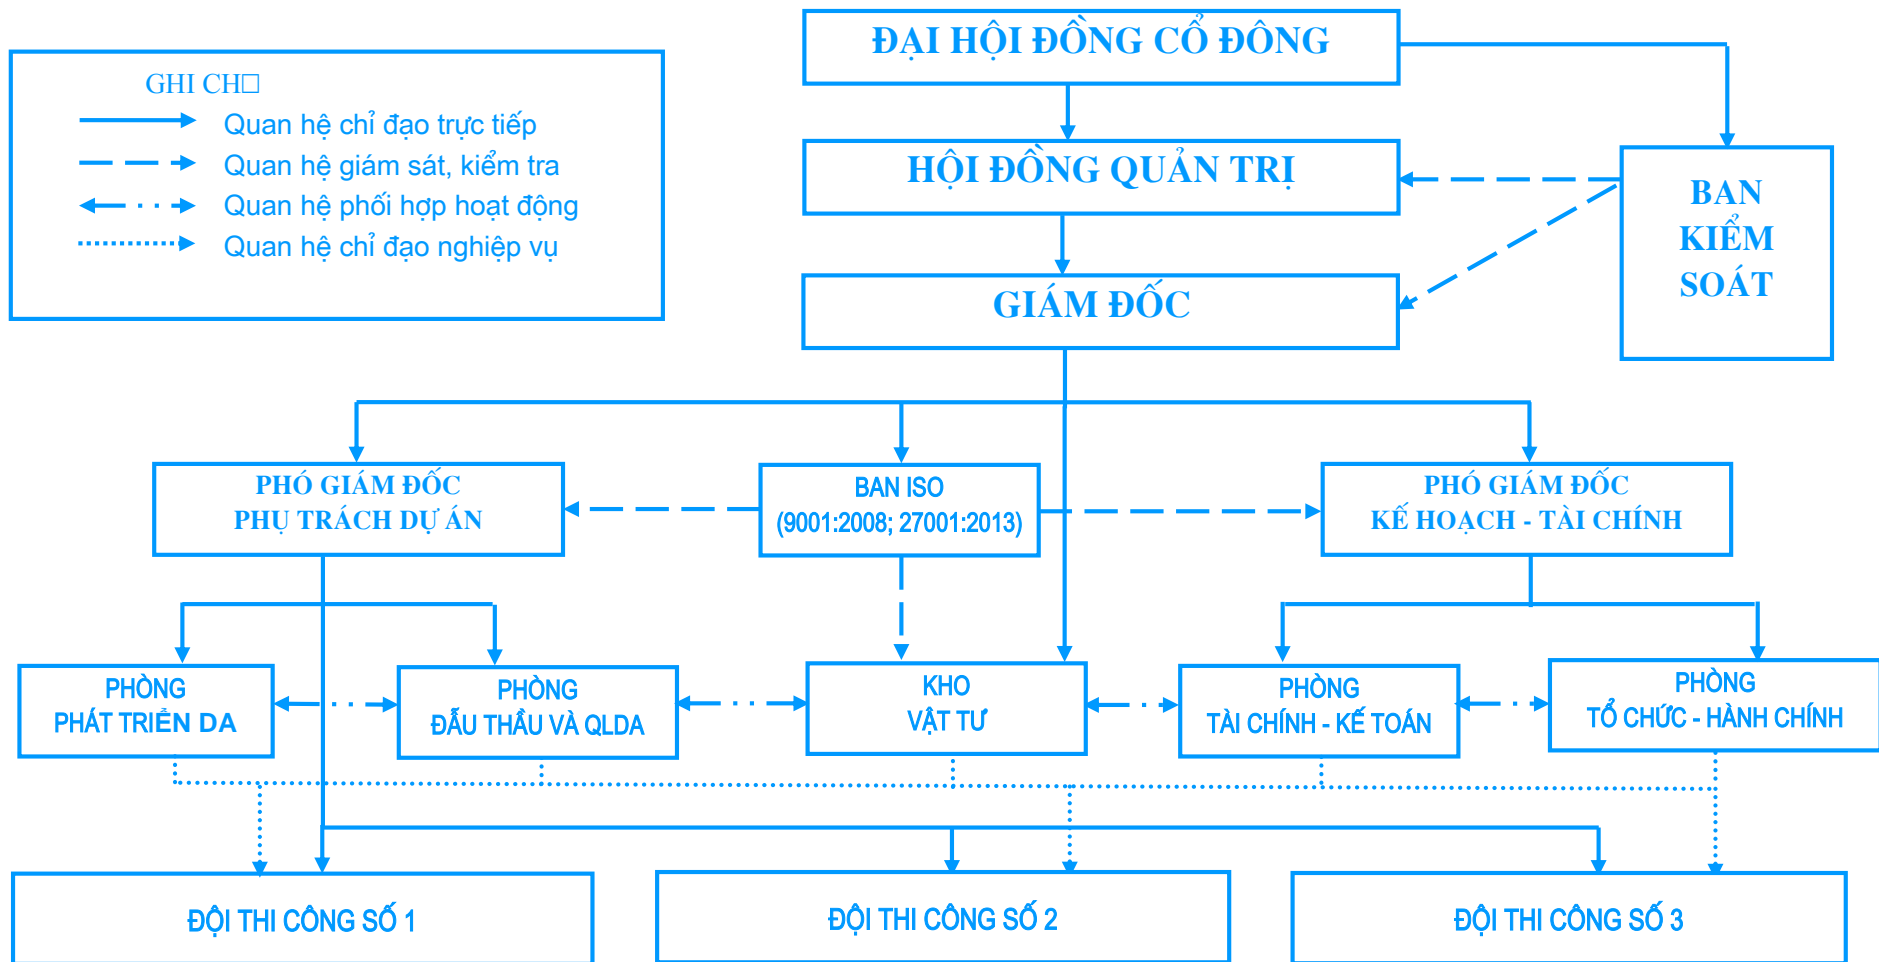 ĐẠI HỘI ĐỒNG CỔ ĐÔNG
GHI CH□
Quan hệ chỉ đạo trực tiếp
Quan hệ giám sát, kiểm tra
Quan hệ phối hợp hoạt động
Quan hệ chỉ đạo nghiệp vụ
HỘI ĐỒNG QUẢN TRỊ
BAN
KIỂM
SOÁT
GIÁM ĐỐC
PHÓ GIÁM ĐỐC
PHỤ TRÁCH DỰ ÁN
BAN ISO
(9001:2008; 27001:2013)
PHÓ GIÁM ĐỐC
KẾ HOẠCH - TÀI CHÍNH
PHÒNG
PHÁT TRIỂN DA
PHÒNG
ĐẪU THẦU VÀ QLDA
KHO
VẬT TƯ
PHÒNG
TÀI CHÍNH - KẾ TOÁN
PHÒNG
TỔ CHỨC - HÀNH CHÍNH
ĐỘI THI CÔNG SỐ 1
ĐỘI THI CÔNG SỐ 2
ĐỘI THI CÔNG SỐ 3